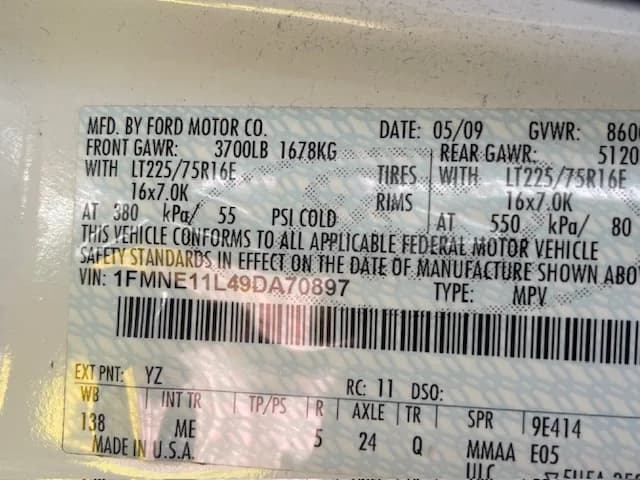 MFD. BY FORD MOTOR CO. DATE: 05/09 GVWR:
FRONT GAWR: 3700LB 1678KG REAR GAWR:
WITH LT225/75R16E TIRES WITH LT225/75R16E
16x7.0K RIMS 16x7.0K
AT 380 kPa/ 55 PSI COLD AT 550 kPa/ 80
THIS VEHICLE CONFORMS TO ALL APPLICABLE FEDERAL MOTOR VEHICLE
SAFETY STANDARDS IN EFFECT ON THE DATE OF MANUFACTURE SHOWN ABO
VIN: 1FMNE11L49DA70897 TYPE: MPV
EXT PNT: YZ RC: 11 DSO:
WB INT TR TP/PS R AXLE TR SPR 9E414
138 ME 5 24 Q MMAA E05
MADE IN U.S.A. ULC